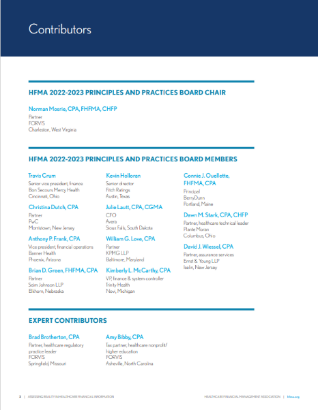 Contributors
HFMA 2022-2023 PRINCIPLES AND PRACTICES BOARD CHAIR
Norman Mosrie, CPA, FHFMA, CHFP
Partner
FORVIS
Charleston, West Virginia
HFMA 2022-2023 PRINCIPLES AND PRACTICES BOARD MEMBERS
Travis Crum
Senior vice president, finance
Bon Secours Mercy Health
Cincinnati, Ohio
Christina Dutch, CPA
Partner
PwC
Morristown, New Jersey
Anthony P. Frank, CPA
Vice president, financial operations
Banner Health
Phoenix, Arizona
Brian D. Green, FHFMA, CPA
Partner
Seim Johnson LLP
Elkhorn, Nebraska
Kevin Holloran
Senior director
Fitch Ratings
Austin, Texas
Julie Lautt, CPA, CGMA
CFO
Avera
Sioux Falls, South Dakota
William G. Love, CPA
Partner
KPMG LLP
Baltimore, Maryland
Kimberly L. McCarthy, CPA
VP, finance & system controller
Trinity Health
Novi, Michigan
Connie J. Ouellette,
FHFMA, CPA
Principal
BerryDunn
Portland, Maine
Dawn M. Stark, CPA, CHFP
Partner, healthcare technical leader
Plante Moran
Columbus, Ohio
David J. Wiessel, CPA
Partner, assurance services
Ernst & Young LLP
Iselin, New Jersey
EXPERT CONTRIBUTORS
Brad Brotherton, CPA
Partner, healthcare regulatory
practice leader
FORVIS
Springfield, Missouri
Amy Bibby, CPA
Tax partner, healthcare nonprofit/
higher education
FORVIS
Asheville, North Carolina
HEALTHCARE FINANCIAL MANAGEMENT ASSOCIATION | hfma.org